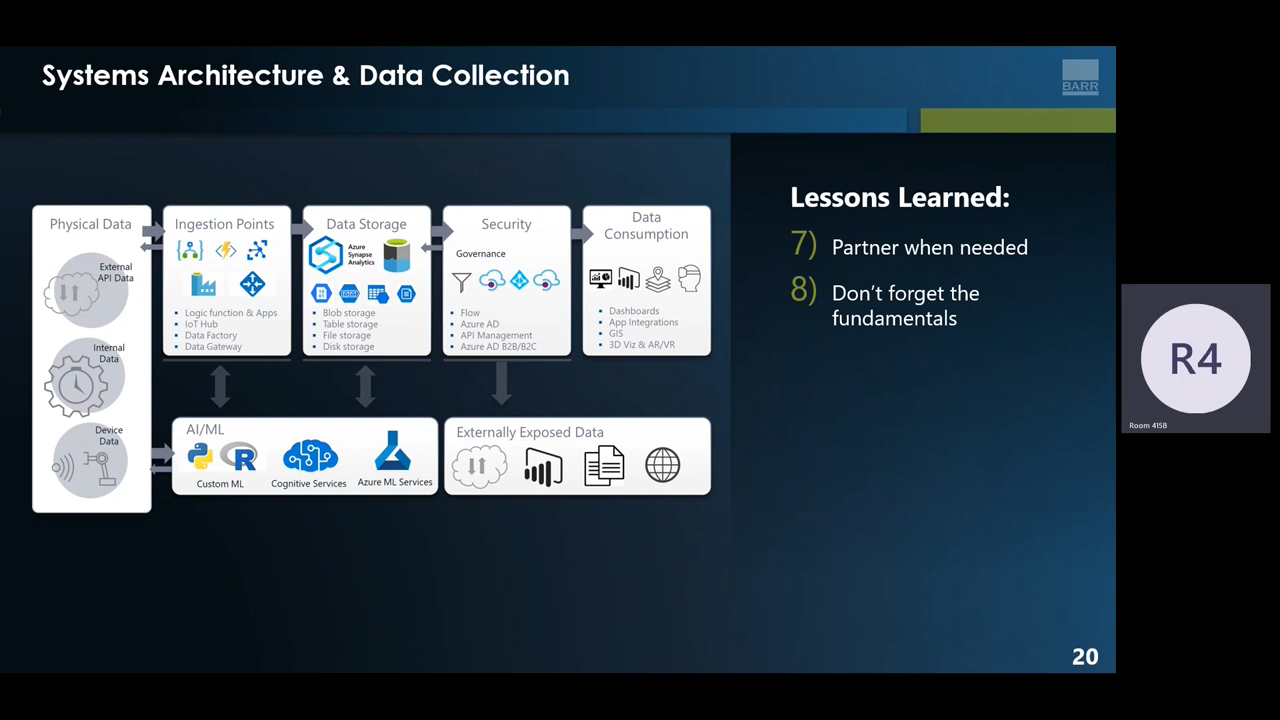 Systems Architecture & Data Collection
BARR
Physical Data
External
API Data
Internal
Data
Device
Data
Ingestion Points
Logic function & Apps
IoT Hub
Data Factory
Data Gateway
Data Storage
Azure
Synapse
Analytics
Blob storage
Table storage
File storage
Disk storage
Security
Governance
Flow
Azure AD
API Management
Azure AD B2B/B2C
Data
Consumption
Dashboards
App Integrations
GIS
3D Viz & AR/VR
AI/ML
R
Custom ML
Cognitive Services
Azure ML Services
Externally Exposed Data
Lessons Learned:
7) Partner when needed
8) Don’t forget the
fundamentals
R4
Room 415B
20